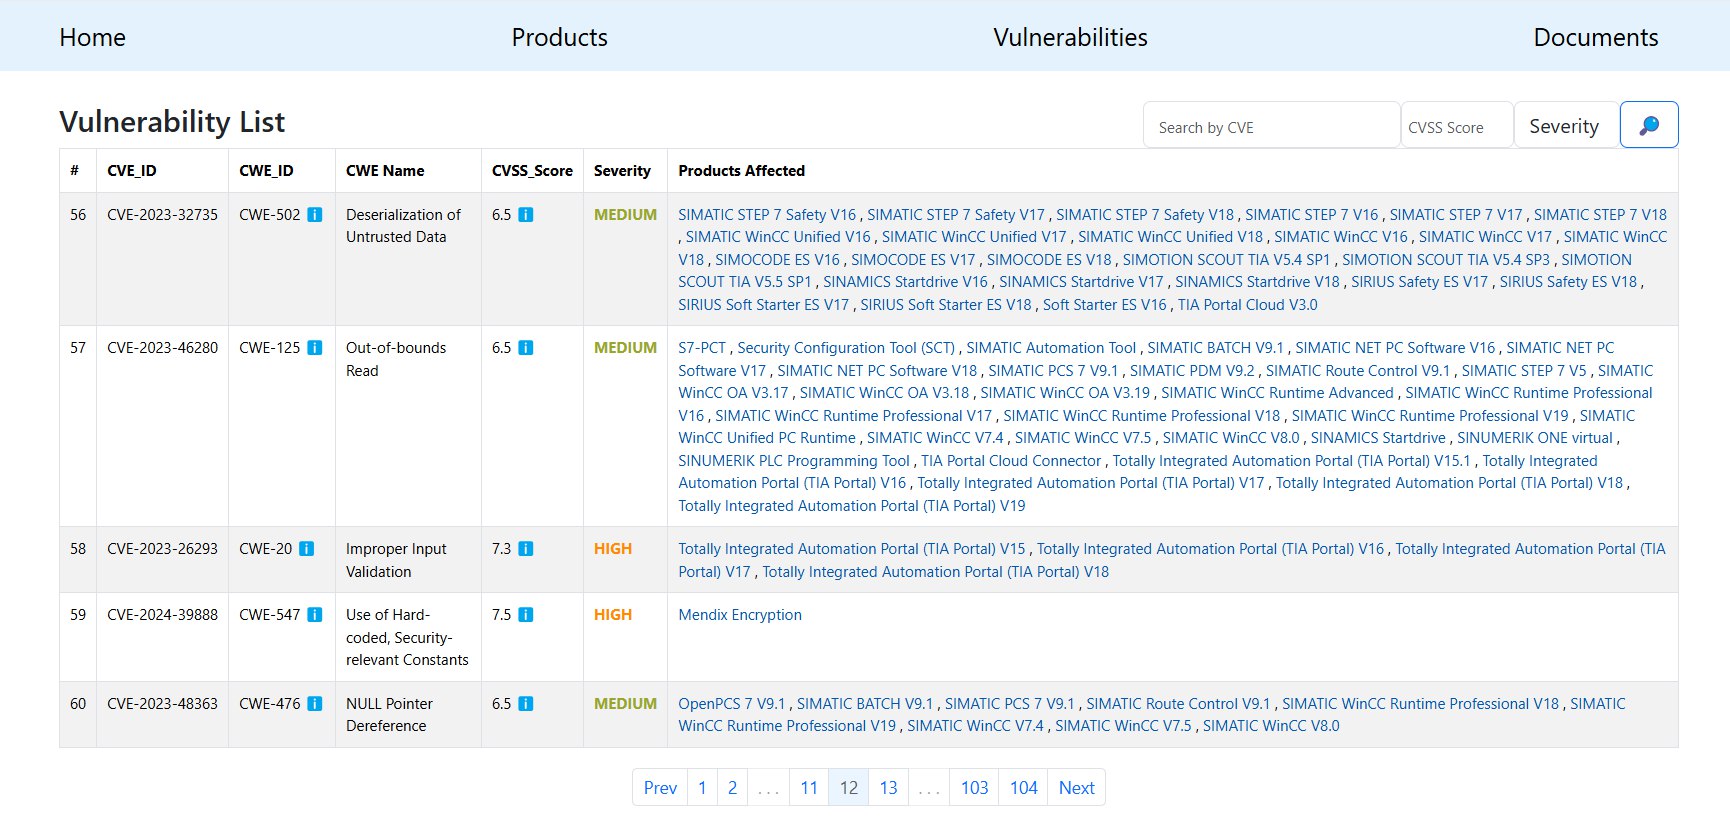 Home Products Vulnerabilities Documents
Vulnerability List
Search by CVE CVSS Score Severity
# CVE_ID CWE_ID CWE Name CVSS_Score Severity Products Affected
56 CVE-2023-32735 CWE-502 i Deserialization of Untrusted Data 6.5 i MEDIUM SIMATIC STEP 7 Safety V16 , SIMATIC STEP 7 Safety V17 , SIMATIC STEP 7 Safety V18 , SIMATIC STEP 7 V16 , SIMATIC STEP 7 V17 , SIMATIC STEP 7 V18
, SIMATIC WinCC Unified V16 , SIMATIC WinCC Unified V17 , SIMATIC WinCC Unified V18 , SIMATIC WinCC V16 , SIMATIC WinCC V17 , SIMATIC WinCC
V18 , SIMOCODE ES V16 , SIMOCODE ES V17 , SIMOCODE ES V18 , SIMOTION SCOUT TIA V5.4 SP1 , SIMOTION SCOUT TIA V5.4 SP3 , SIMOTION
SCOUT TIA V5.5 SP1 , SINAMICS Startdrive V16 , SINAMICS Startdrive V17 , SINAMICS Startdrive V18 , SIRIUS Safety ES V17 , SIRIUS Safety ES V18 ,
SIRIUS Soft Starter ES V17 , SIRIUS Soft Starter ES V18 , Soft Starter ES V16 , TIA Portal Cloud V3.0
57 CVE-2023-46280 CWE-125 i Out-of-bounds Read 6.5 i MEDIUM S7-PCT , Security Configuration Tool (SCT) , SIMATIC Automation Tool , SIMATIC BATCH V9.1 , SIMATIC NET PC Software V16 , SIMATIC NET PC
Software V17 , SIMATIC NET PC Software V18 , SIMATIC PCS 7 V9.1 , SIMATIC PDM V9.2 , SIMATIC Route Control V9.1 , SIMATIC STEP 7 V5 , SIMATIC
WinCC OA V3.17 , SIMATIC WinCC OA V3.18 , SIMATIC WinCC OA V3.19 , SIMATIC WinCC Runtime Advanced , SIMATIC WinCC Runtime Professional
V16 , SIMATIC WinCC Runtime Professional V17 , SIMATIC WinCC Runtime Professional V18 , SIMATIC WinCC Runtime Professional V19 , SIMATIC
WinCC Unified PC Runtime , SIMATIC WinCC V7.4 , SIMATIC WinCC V7.5 , SIMATIC WinCC V8.0 , SINAMICS Startdrive , SINUMERIK ONE virtual ,
SINUMERIK PLC Programming Tool , TIA Portal Cloud Connector , Totally Integrated Automation Portal (TIA Portal) V15.1 , Totally Integrated
Automation Portal (TIA Portal) V16 , Totally Integrated Automation Portal (TIA Portal) V17 , Totally Integrated Automation Portal (TIA Portal) V18 ,
Totally Integrated Automation Portal (TIA Portal) V19
58 CVE-2023-26293 CWE-20 i Improper Input Validation 7.3 i HIGH Totally Integrated Automation Portal (TIA Portal) V15 , Totally Integrated Automation Portal (TIA Portal) V16 , Totally Integrated Automation Portal (TIA
Portal) V17 , Totally Integrated Automation Portal (TIA Portal) V18
59 CVE-2024-39888 CWE-547 i Use of Hard-coded, Security-relevant Constants 7.5 i HIGH Mendix Encryption
60 CVE-2023-48363 CWE-476 i NULL Pointer Dereference 6.5 i MEDIUM OpenPCS 7 V9.1 , SIMATIC BATCH V9.1 , SIMATIC PCS 7 V9.1 , SIMATIC Route Control V9.1 , SIMATIC WinCC Runtime Professional V18 , SIMATIC
WinCC Runtime Professional V19 , SIMATIC WinCC V7.4 , SIMATIC WinCC V7.5 , SIMATIC WinCC V8.0
Prev 1 2 ... 11 12 13 ... 103 104 Next